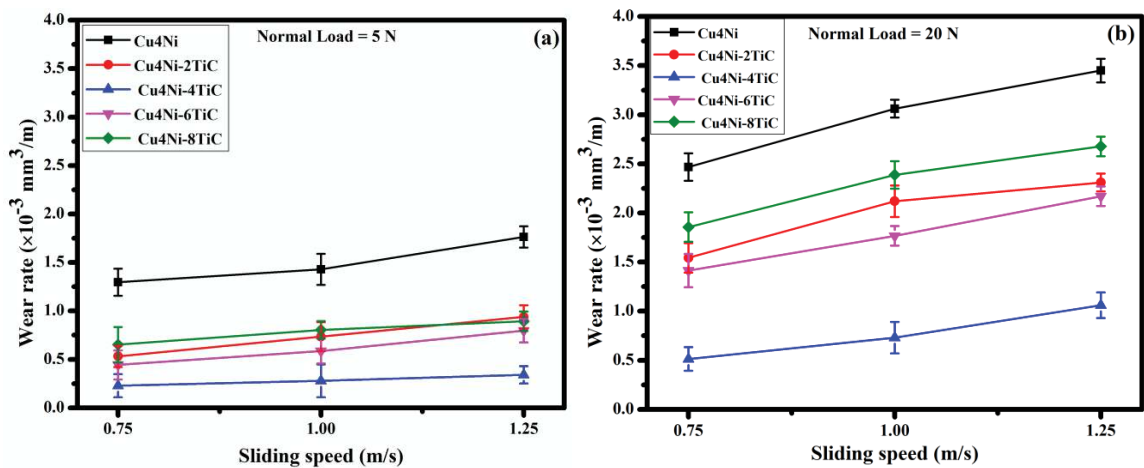 Normal Load = 5 N
(a)
Cu4Ni
Cu4Ni-2TiC
Cu4Ni-4TiC
Cu4Ni-6TiC
Cu4Ni-8TiC
Wear rate (×10⁻³ mm³/m)
4.0
3.5
3.0
2.5
2.0
1.5
1.0
0.5
0.0
0.75
1.00
1.25
Sliding speed (m/s)
Normal Load = 20 N
(b)
Cu4Ni
Cu4Ni-2TiC
Cu4Ni-4TiC
Cu4Ni-6TiC
Cu4Ni-8TiC
Wear rate (×10⁻³ mm³/m)
4.0
3.5
3.0
2.5
2.0
1.5
1.0
0.5
0.0
0.75
1.00
1.25
Sliding speed (m/s)